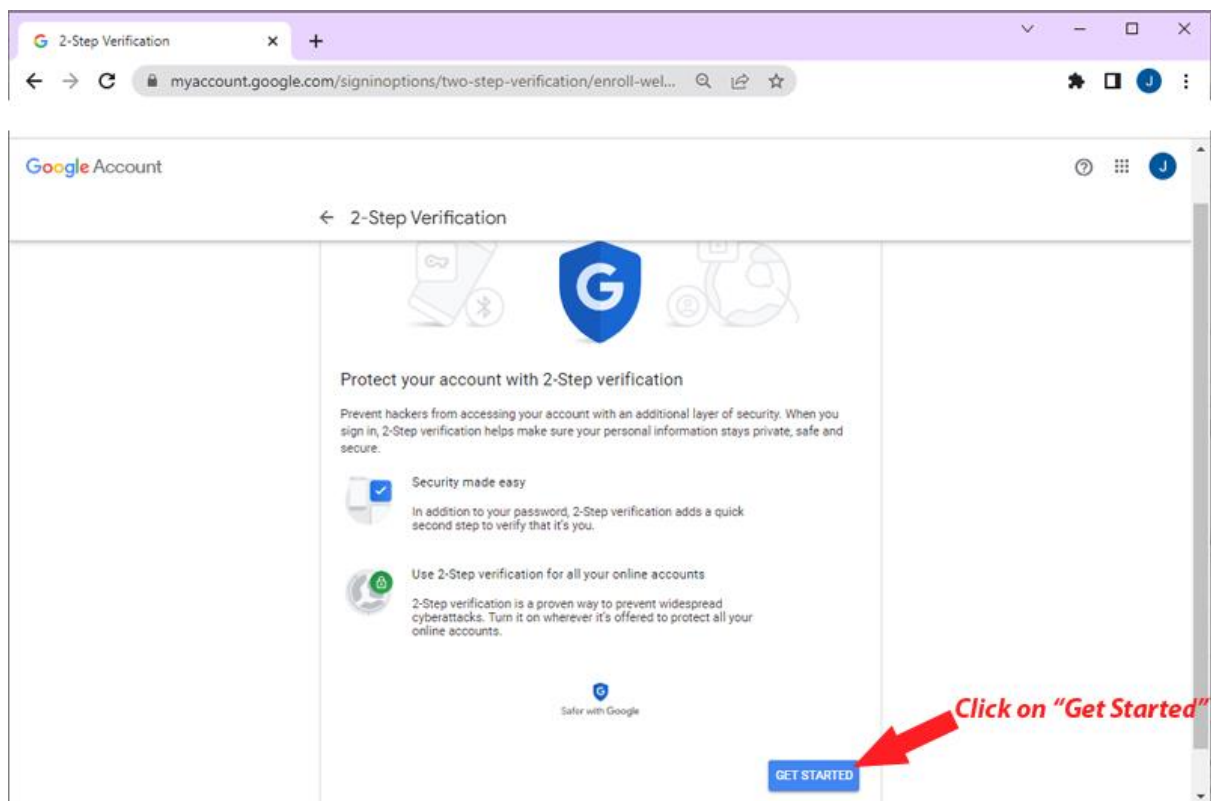 2-Step Verification
myaccount.google.com/signinoptions/two-step-verification/enroll-wel...
J
Google Account
J
2-Step Verification
G
Protect your account with 2-Step verification
Prevent hackers from accessing your account with an additional layer of security. When you
sign in, 2-Step verification helps make sure your personal information stays private, safe and
secure.
Security made easy
In addition to your password, 2-Step verification adds a quick
second step to verify that it's you.
Use 2-Step verification for all your online accounts
2-Step verification is a proven way to prevent widespread
cyberattacks. Turn it on wherever it's offered to protect all your
online accounts.
G
Safer with Google
Click on "Get Started"
GET STARTED